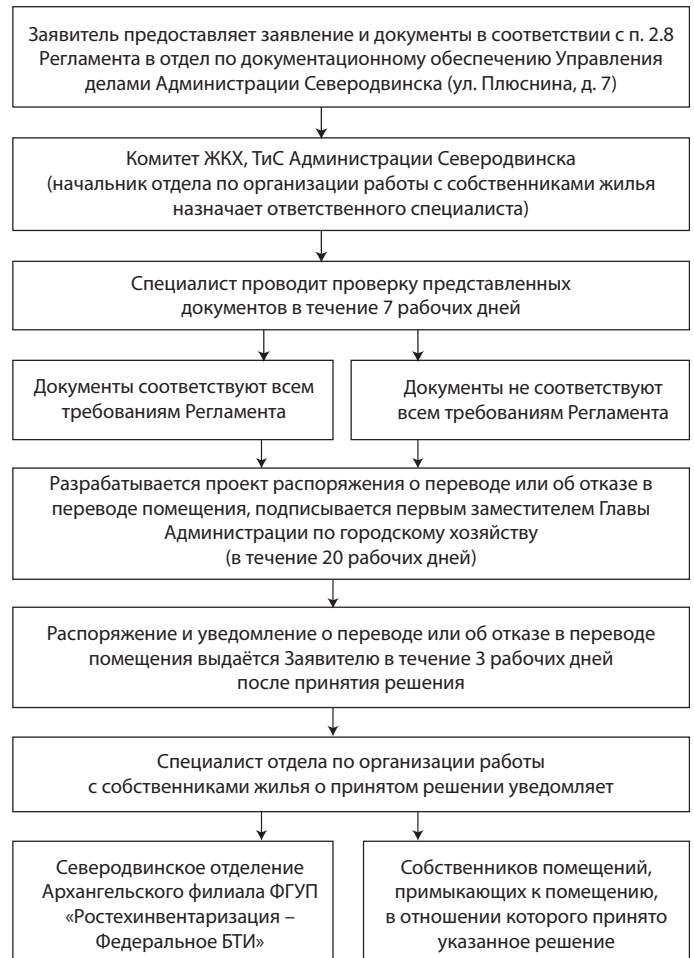 Заявитель предоставляет заявление и документы в соответствии с п. 2.8
Регламента в отдел по документационному обеспечению Управления
делами Администрации Северодвинска (ул. Плюснина, д. 7)
Комитет ЖКХ, ТиС Администрации Северодвинска
(начальник отдела по организации работы с собственниками жилья
назначает ответственного специалиста)
Специалист проводит проверку представленных
документов в течение 7 рабочих дней
Документы соответствуют всем
требованиям Регламента
Документы не соответствуют
всем требованиям Регламента
Разрабатывается проект распоряжения о переводе или об отказе в
переводе помещения, подписывается первым заместителем Главы
Администрации по городскому хозяйству
(в течение 20 рабочих дней)
Распоряжение и уведомление о переводе или об отказе в переводе
помещения выдаётся Заявителю в течение 3 рабочих дней
после принятия решения
Специалист отдела по организации работы
с собственниками жилья о принятом решении уведомляет
Северодвинское отделение
Архангельского филиала ФГУП
«Ростехинвентаризация –
Федеральное БТИ»
Собственников помещений,
примыкающих к помещению,
в отношении которого принято
указанное решение